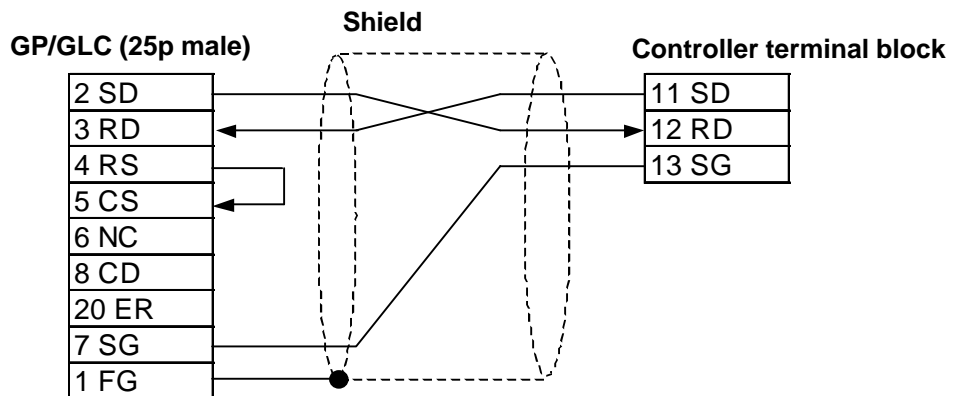 Shield
GP/GLC (25p male)
Controller terminal block
2 SD
3 RD
4 RS
5 CS
6 NC
8 CD
20 ER
7 SG
1 FG
11 SD
12 RD
13 SG